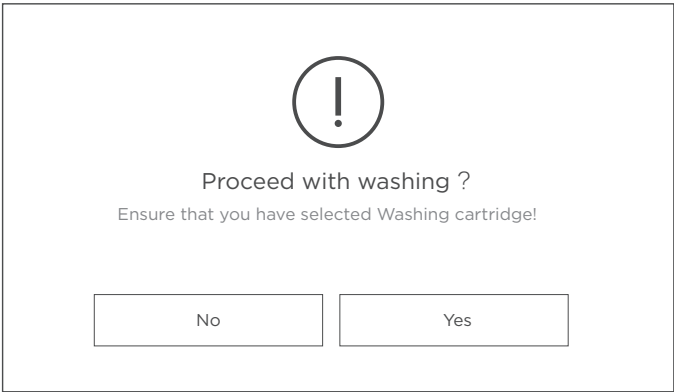 Proceed with washing ?
Ensure that you have selected Washing cartridge!
No
Yes